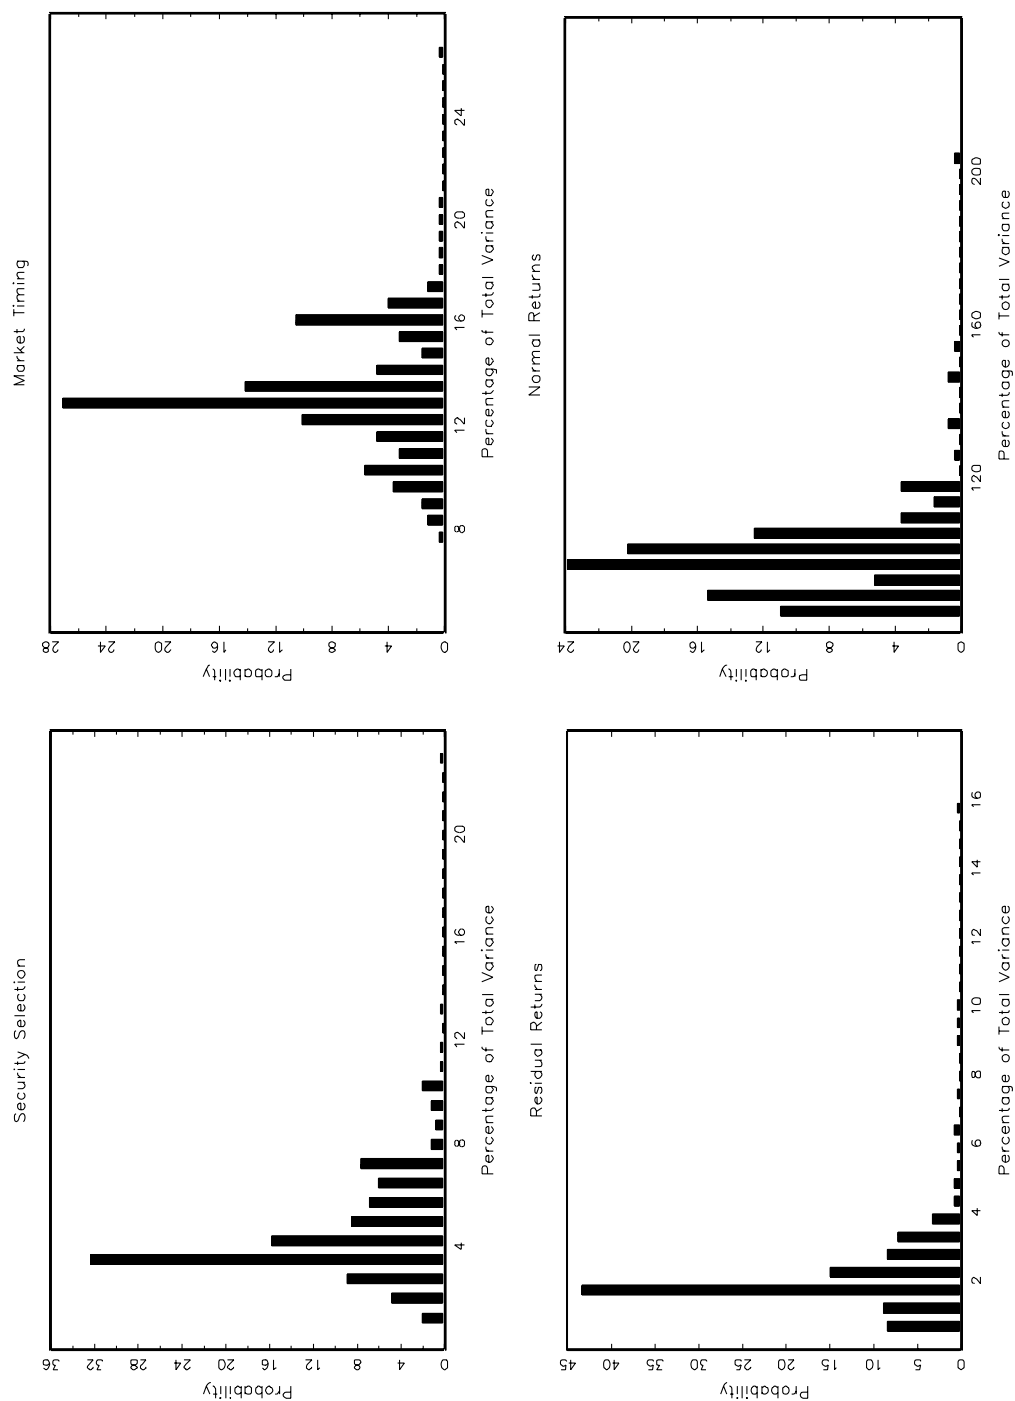 Security Selection
Probability
36 32 28 24 20 16 12 8 4 0
4 8 12 16 20
Percentage of Total Variance
Market Timing
Probability
28 24 20 16 12 8 4 0
8 12 16 20 24
Percentage of Total Variance
Residual Returns
Probability
45 40 35 30 25 20 15 10 5 0
2 4 6 8 10 12 14 16
Percentage of Total Variance
Normal Returns
Probability
24 20 16 12 8 4 0
120 160 200
Percentage of Total Variance